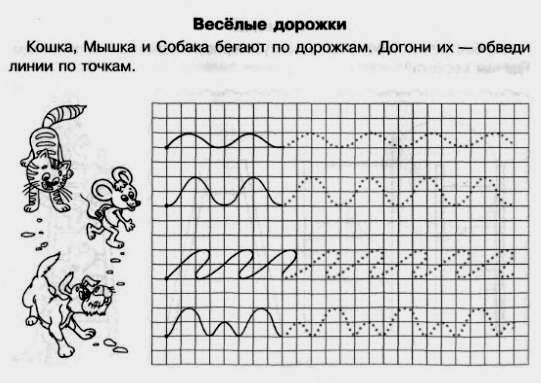 Весёлые дорожки
Кошка, Мышка и Собака бегают по дорожкам. Догони их — обведи
линии по точкам.